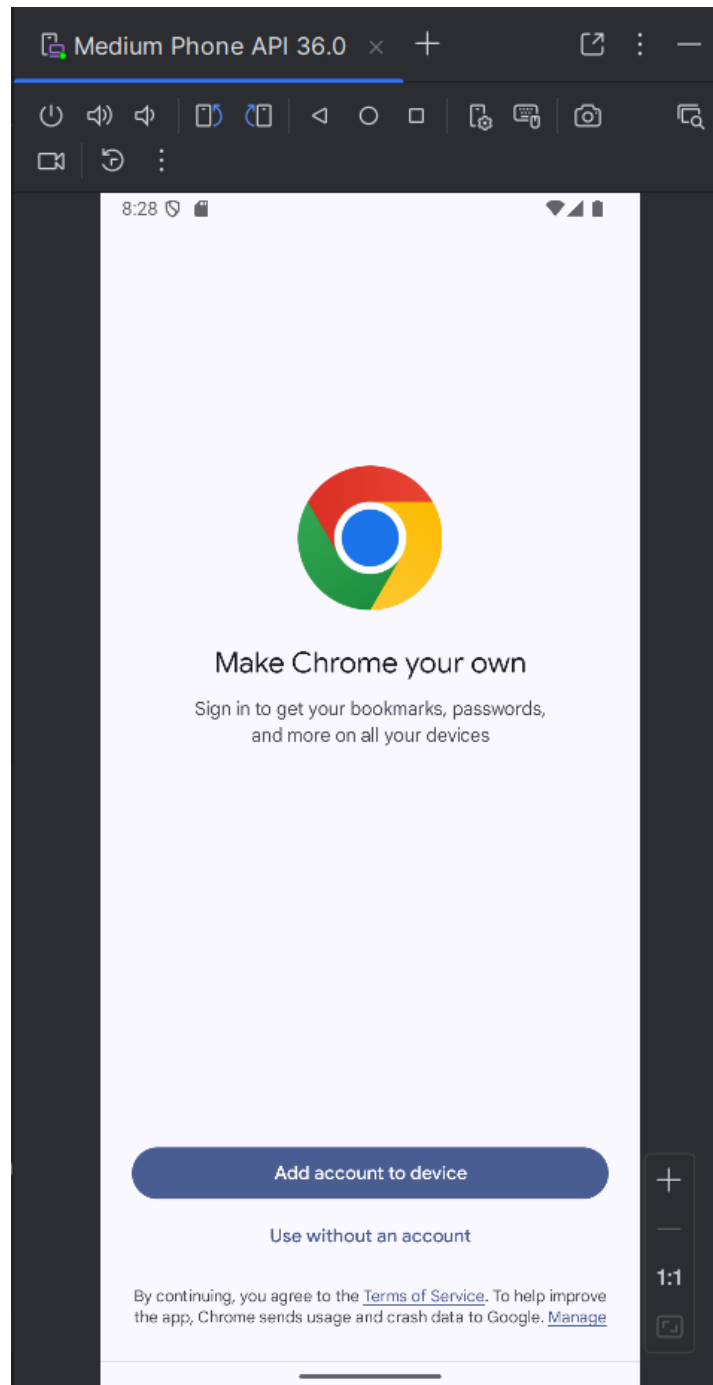 Medium Phone API 36.0
8:28
Make Chrome your own
Sign in to get your bookmarks, passwords,
and more on all your devices
Add account to device
Use without an account
1:1
By continuing, you agree to the Terms of Service. To help improve
the app, Chrome sends usage and crash data to Google. Manage